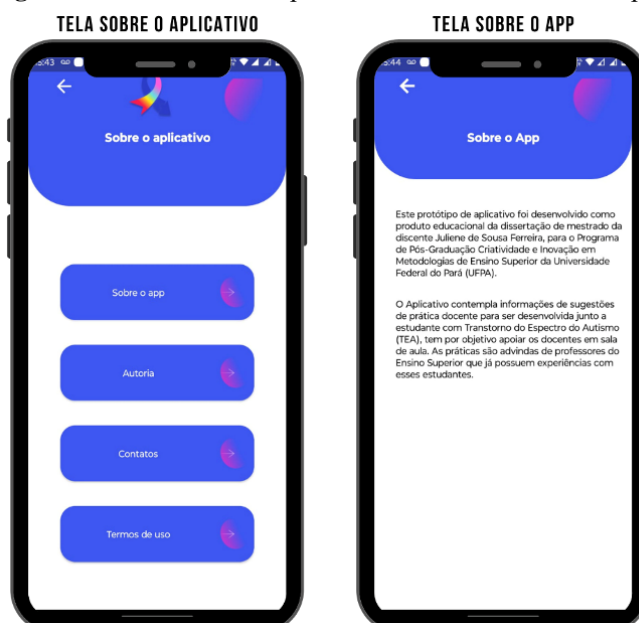 TELA SOBRE O APLICATIVO
Sobre o aplicativo
Sobre o app
Autoria
Contatos
Termos de uso
TELA SOBRE O APP
5:44
Sobre o App
Este protótipo de aplicativo foi desenvolvido como
produto educacional da dissertação de mestrado da
discente Juliene de Sousa Ferreira, para o Programa
de Pós-Graduação Criatividade e Inovação em
Metodologias de Ensino Superior da Universidade
Federal do Pará (UFPA).
O Aplicativo contempla informações de sugestões
de prática docente para ser desenvolvida junto a
estudante com Transtorno do Espectro do Autismo
(TEA), tem por objetivo apoiar os docentes em sala
de aula. As práticas são advindas de professores do
Ensino Superior que já possuem experiências com
esses estudantes.